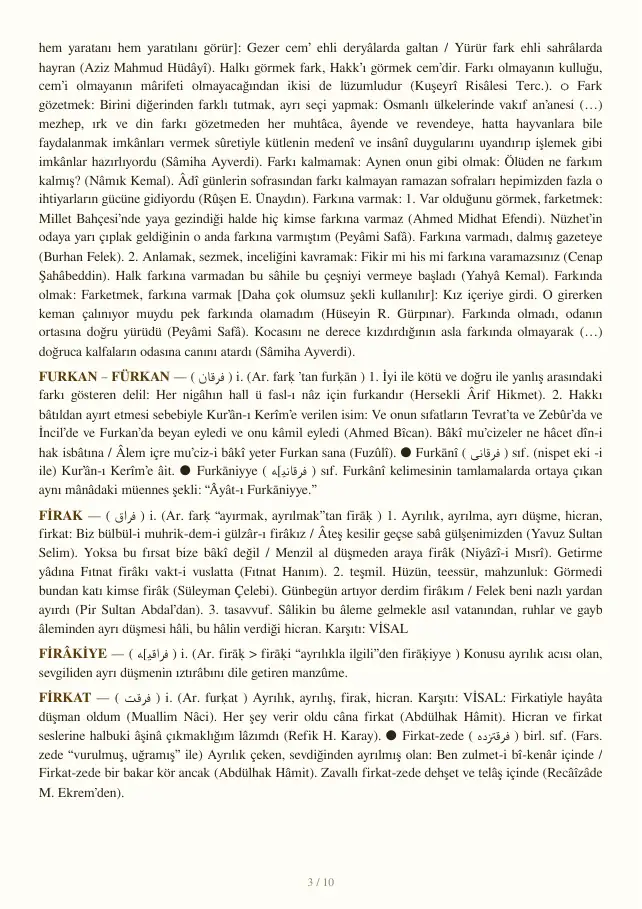 hem yaratanı hem yaratılanı görür]: Gezer cem’ ehli deryâlarda galtan / Yürür fark ehli sahrâlarda
hayran (Aziz Mahmud Hüdâyî). Halkı görmek fark, Hakk’ı görmek cem’dir. Farkı olmayanın kulluğu,
cem’i olmayanın mârifeti olmayacağından ikisi de lüzumludur (Kuşeyrî Risâlesi Terc.). ○ Fark
gözetmek: Birini diğerinden farklı tutmak, ayrı seçi yapmak: Osmanlı ülkelerinde vakıf an’anesi (…)
mezhep, ırk ve din farkı gözetmeden her muhtâca, âyende ve revendeye, hatta hayvanlara bile
faydalanmak imkânları vermek sûretiyle kütlenin medenî ve insânî duygularını uyandırıp işlemek gibi
imkânlar hazırlıyordu (Sâmiha Ayverdi). Farkı kalmamak: Aynen onun gibi olmak: Ölüden ne farkım
kalmış? (Nâmık Kemal). Âdî günlerin sofrasından farkı kalmayan ramazan sofraları hepimizden fazla o
ihtiyarların gücüne gidiyordu (Rûşen E. Ünaydın). Farkına varmak: 1. Var olduğunu görmek, farketmek:
Millet Bahçesi’nde yaya gezindiği halde hiç kimse farkına varmaz (Ahmed Midhat Efendi). Nüzhet’in
odaya yarı çıplak geldiğinin o anda farkına varmıştım (Peyâmi Safâ). Farkına varmadı, dalmış gazeteye
(Burhan Felek). 2. Anlamak, sezmek, inceliğini kavramak: Fikir mi his mi farkına varamazsınız (Cenap
Şahâbeddin). Halk farkına varmadan bu sâhile bu çeşniyi vermeye başladı (Yahyâ Kemal). Farkında
olmak: Farketmek, farkına varmak [Daha çok olumsuz şekli kullanılır]: Kız içeriye girdi. O girerken
keman çalınıyor muydu pek farkında olamadım (Hüseyin R. Gürpınar). Farkında olmadı, odanın
ortasına doğru yürüdü (Peyâmi Safâ). Kocasını ne derece kızdırdığının asla farkında olmayarak (…)
doğruca kalfaların odasına canını atardı (Sâmiha Ayverdi).
FURKAN – FÜRKAN — ( فرقان ) i. (Ar. farḳ ’tan furḳān ) 1. İyi ile kötü ve doğru ile yanlış arasındaki
farkı gösteren delil: Her nigâhın hall ü fasl-ı nâz için furkandır (Hersekli Ârif Hikmet). 2. Hakkı
bâtıldan ayırt etmesi sebebiyle Kur’ân-ı Kerîm’e verilen isim: Ve onun sıfatların Tevrat’ta ve Zebûr’da ve
İncil’de ve Furkan’da beyan eyledi ve onu kâmil eyledi (Ahmed Bîcan). Bâkî mu’cizeler ne hâcet dîn-i
hak isbâtına / Âlem içre mu’ciz-i bâkî yeter Furkan sana (Fuzûlî). ● Furkānî ( فرقانى ) sıf. (nispet eki -i
ile) Kur’ân-ı Kerîm’e âit. ● Furkāniyye ( فرقانيﻪ ) sıf. Furkānî kelimesinin tamlamalarda ortaya çıkan
aynı mânâdaki müennes şekli: “Âyât-ı Furkāniyye.”
FİRAK — ( فراق ) i. (Ar. farḳ “ayırmak, ayrılmak”tan firāḳ ) 1. Ayrılık, ayrılma, ayrı düşme, hicran,
firkat: Biz bülbül-i muhrik-dem-i gülzâr-ı firâkız / Âteş kesilir geçse sabâ gülşenimizden (Yavuz Sultan
Selim). Yoksa bu fırsat bize bâkî değil / Menzil al düşmeden araya firâk (Niyâzî-i Mısrî). Getirme
yâdına Fıtnat firâkı vakt-i vuslatta (Fıtnat Hanım). 2. teşmil. Hüzün, teessür, mahzunluk: Görmedi
bundan katı kimse firâk (Süleyman Çelebi). Günbegün artıyor derdim firâkım / Felek beni nazlı yardan
ayırdı (Pir Sultan Abdal’dan). 3. tasavvuf. Sâlikin bu âleme gelmekle asıl vatanından, ruhlar ve gayb
âleminden ayrı düşmesi hâli, bu hâlin verdiği hicran. Karşıtı: VİSAL
FİRÂKİYE — ( فراقيﻪ ) i. (Ar. firāḳ > firāḳī “ayrılıkla ilgili”den firāḳiyye ) Konusu ayrılık acısı olan,
sevgiliden ayrı düşmenin ıztırâbını dile getiren manzûme.
FİRKAT — ( فرقت ) i. (Ar. furḳat ) Ayrılık, ayrılış, firak, hicran. Karşıtı: VİSAL: Firkatiyle hayâta
düşman oldum (Muallim Nâci). Her şey verir oldu câna firkat (Abdülhak Hâmit). Hicran ve firkat
seslerine halbuki âşinâ çıkmaklığım lâzımdı (Refik H. Karay). ● Firkat-zede ( فرقتزده ) birl. sıf. (Fars.
zede “vurulmuş, uğramış” ile) Ayrılık çeken, sevdiğinden ayrılmış olan: Ben zulmet-i bî-kenâr içinde /
Firkat-zede bir bakar kör ancak (Abdülhak Hâmit). Zavallı firkat-zede dehşet ve telâş içinde (Recâîzâde
M. Ekrem’den).
3 / 10